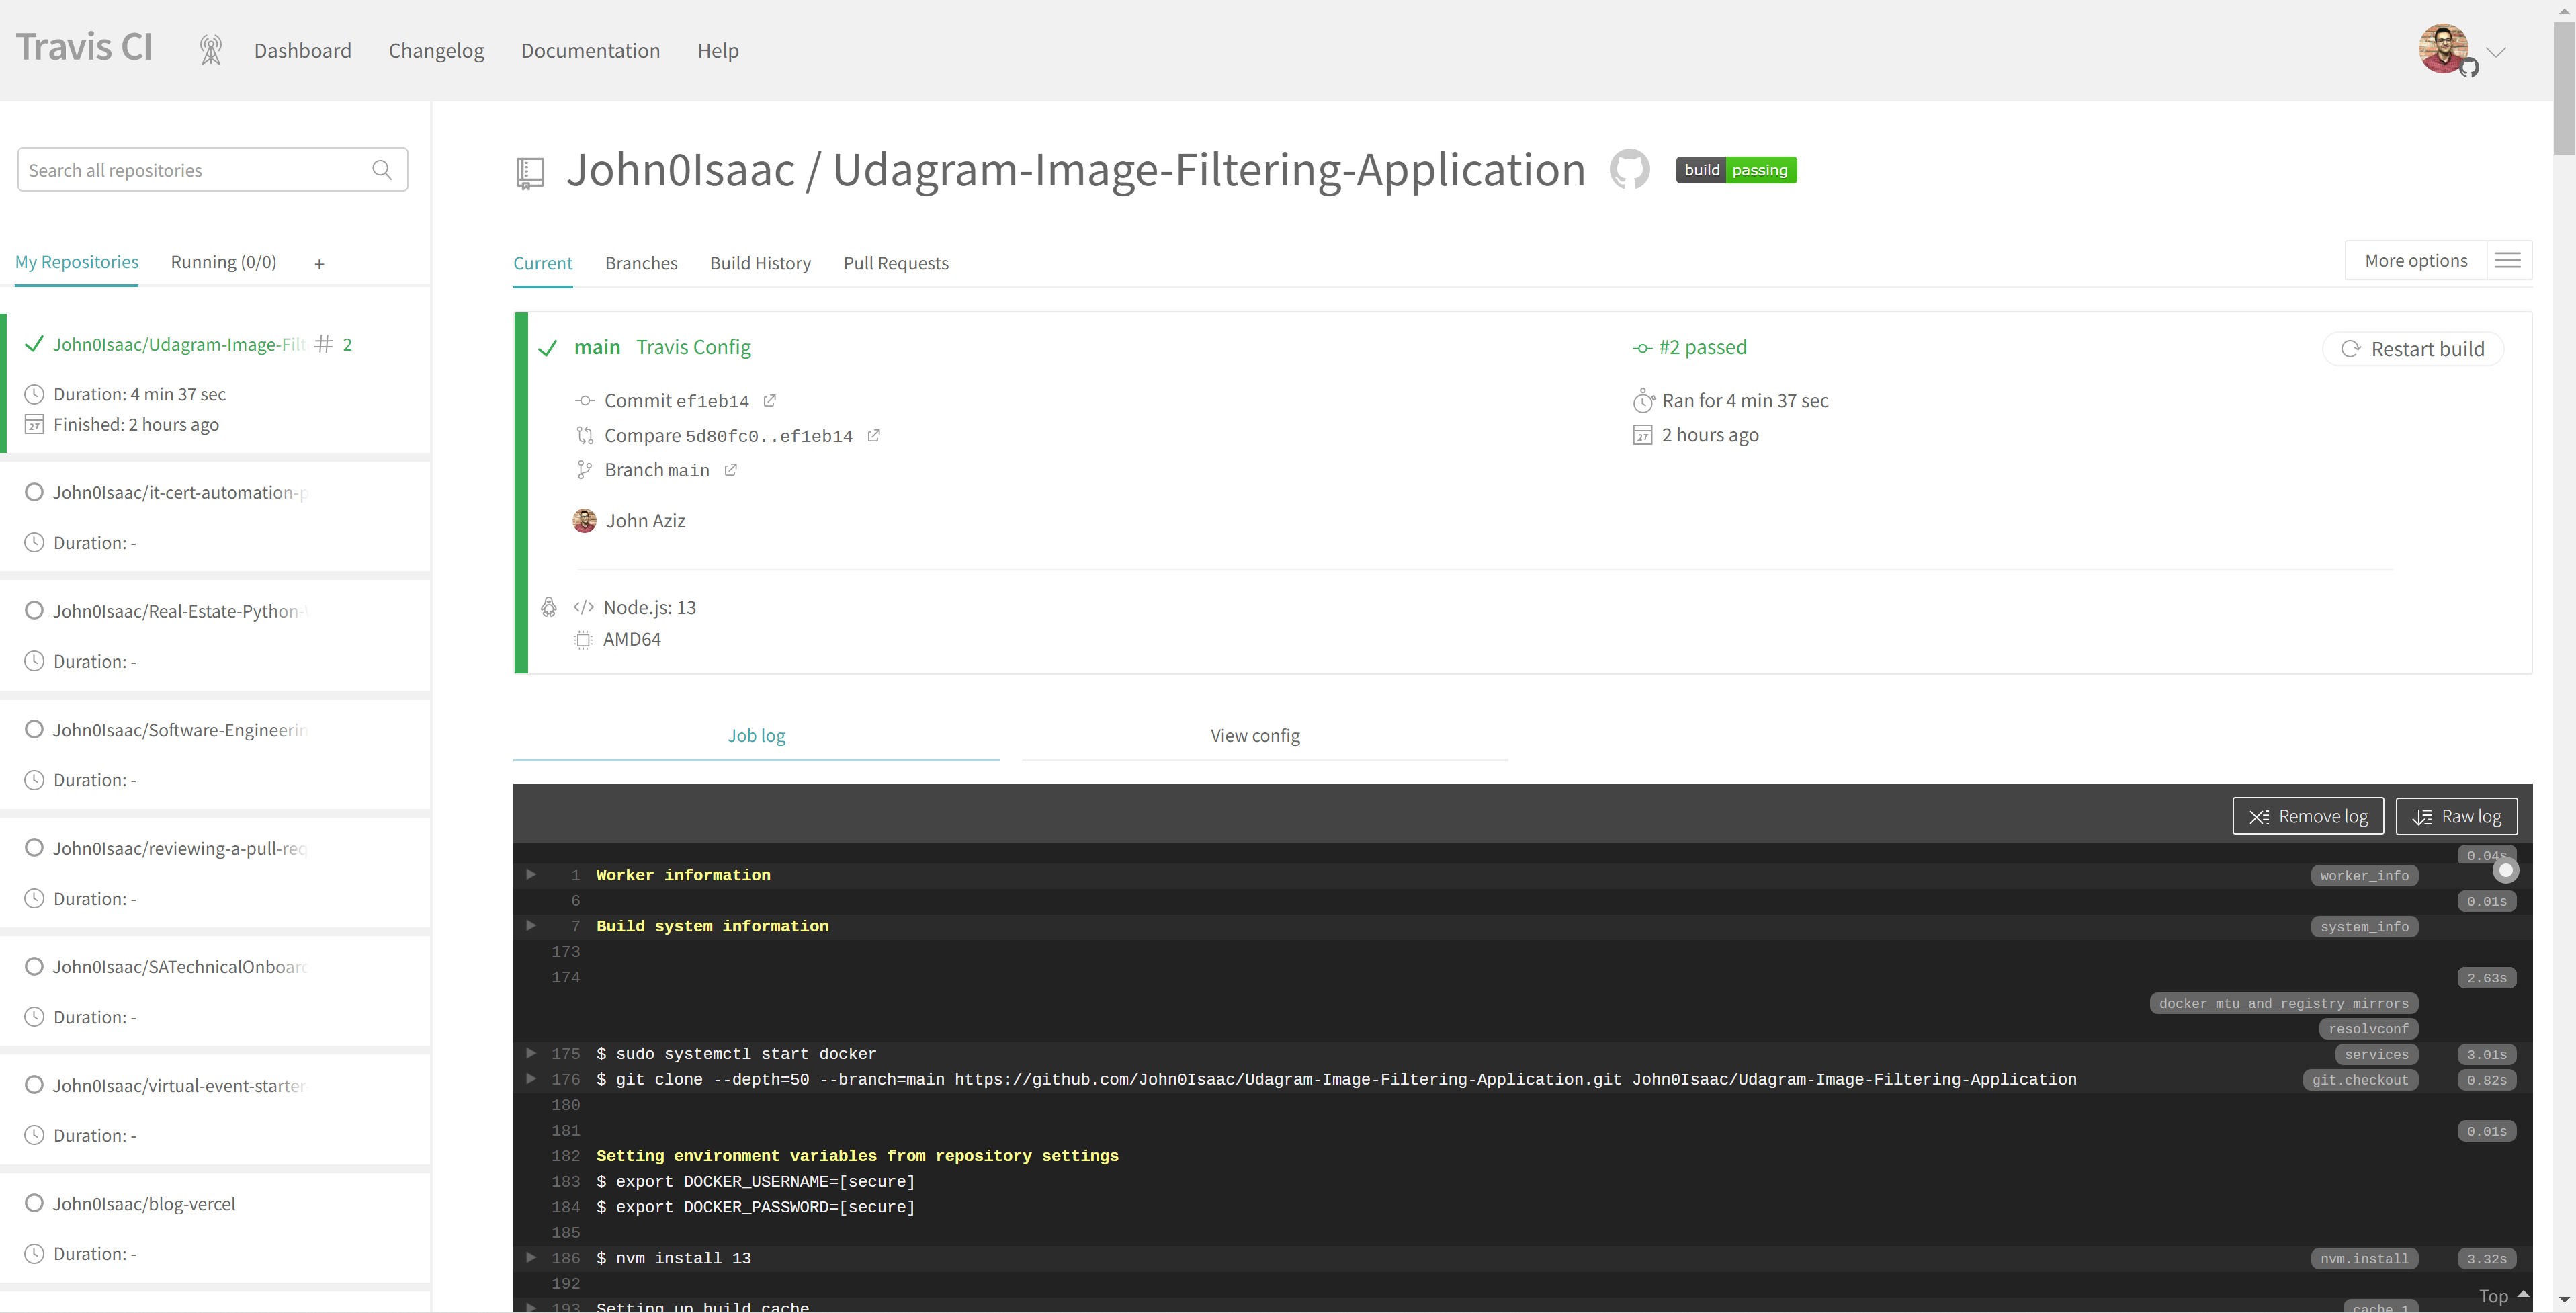 Travis CI Dashboard Changelog Documentation Help
Search all repositories
My Repositories Running (0/0) +
John0Isaac/Udagram-Image-Filt # 2
Duration: 4 min 37 sec
27 Finished: 2 hours ago
John0Isaac/it-cert-automation-p
Duration: -
John0Isaac/Real-Estate-Python-
Duration: -
John0Isaac/Software-Engineerin
Duration: -
John0Isaac/reviewing-a-pull-req
Duration: -
John0Isaac/SATechnicalOnboard
Duration: -
John0Isaac/virtual-event-starter
Duration: -
John0Isaac/blog-vercel
Duration: -
John0Isaac / Udagram-Image-Filtering-Application build passing
Current Branches Build History Pull Requests More options
main Travis Config
Commit ef1eb14
Compare 5d80fc0..ef1eb14
Branch main
John Aziz
#2 passed
Ran for 4 min 37 sec
27 2 hours ago
Restart build
Node.js: 13
AMD64
Job log View config
Remove log Raw log
0.04s
1 Worker information worker_info
6 0.01s
7 Build system information system_info
173
174 2.63s
docker_mtu_and_registry_mirrors
resolvconf
175 $ sudo systemctl start docker services 3.01s
176 $ git clone --depth=50 --branch=main https://github.com/John0Isaac/Udagram-Image-Filtering-Application.git John0Isaac/Udagram-Image-Filtering-Application git.checkout 0.82s
180
181 0.01s
182 Setting environment variables from repository settings
183 $ export DOCKER_USERNAME=[secure]
184 $ export DOCKER_PASSWORD=[secure]
185
186 $ nvm install 13 nvm.install 3.32s
192
193 Setting up build cache cache.1
Top